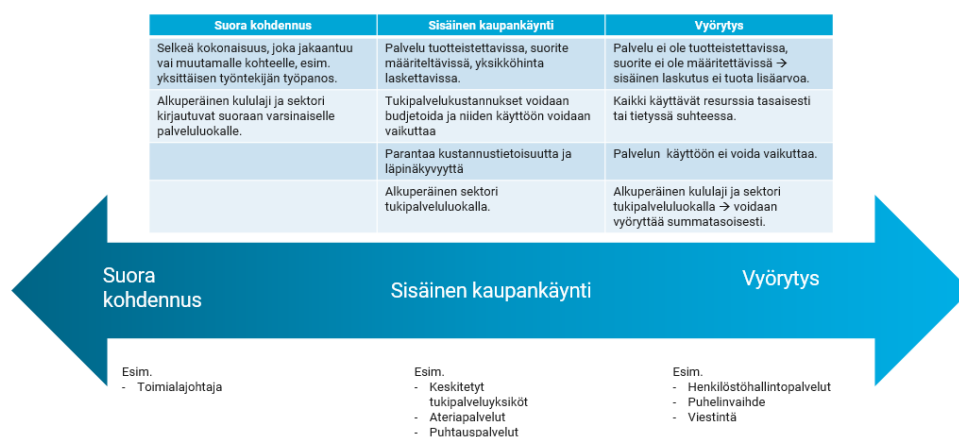 Suora kohdennus
Sisäinen kaupankäynti
Vyörytys
Selkeä kokonaisuus, joka jakaantuu
vai muutamalle kohteelle, esim.
yksittäisen työntekijän työpanos.
Palvelu tuotteistettavissa, suorite
määriteltävissä, yksikköhinta
laskettavissa.
Palvelu ei ole tuotteistettavissa,
suorite ei ole määritettävissä →
sisäinen laskutus ei tuota lisäarvoa.
Alkuperäinen kululaji ja sektori
kirjautuvat suoraan varsinaiselle
palveluluokalle.
Tukipalvelukustannukset voidaan
budjetoida ja niiden käyttöön voidaan
vaikuttaa
Kaikki käyttävät resurssia tasaisesti
tai tietyssä suhteessa.
Parantaa kustannustietoisuutta ja
läpinäkyvyyttä
Palvelun käyttöön ei voida vaikuttaa.
Alkuperäinen sektori
tukipalveluluokalla.
Alkuperäinen kululaji ja sektori
tukipalveluluokalla → voidaan
vyöryttää summatasoisesti.
Suora
kohdennus
Sisäinen kaupankäynti
Vyörytys
Esim.
- Toimialajohtaja
Esim.
- Keskitetyt
tukipalveluyksiköt
- Ateriapalvelut
- Puhtauspalvelut
Esim.
- Henkilöstöhallintopalvelut
- Puhelinvaihde
- Viestintä